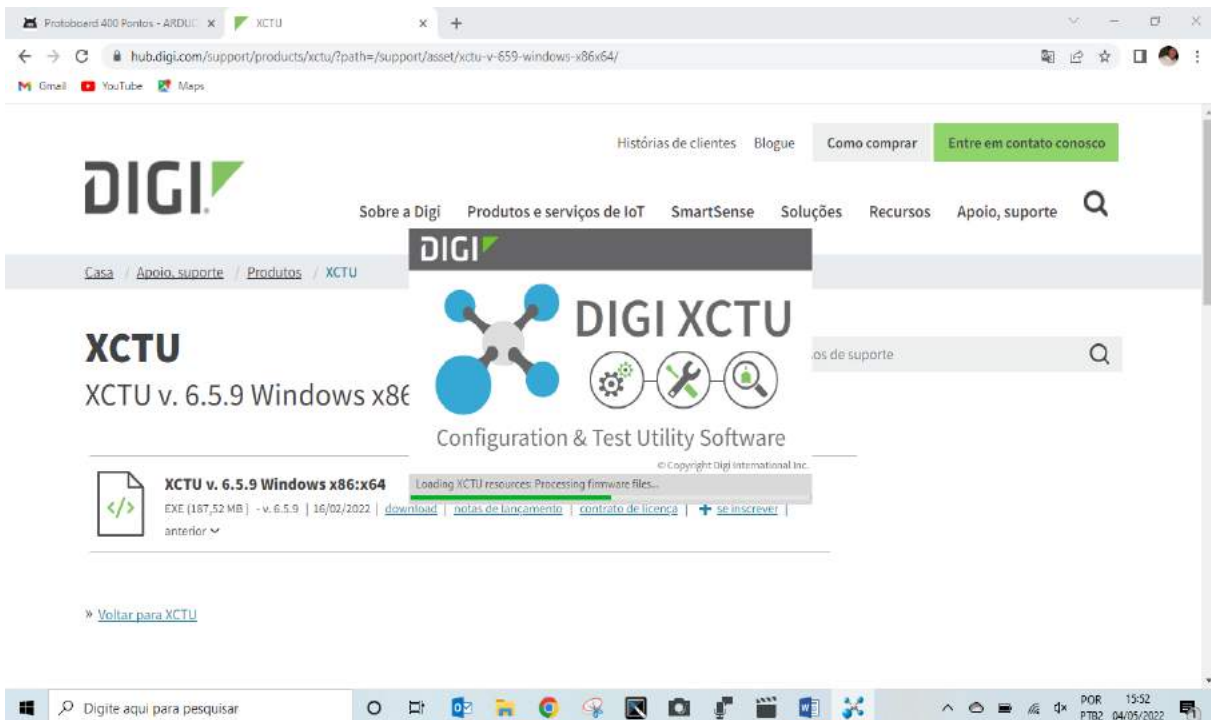 Protoboard 400 Pontos - ARDUI
XCTU
hub.digi.com/support/products/xctu/?path=/support/asset/xctu-v-659-windows-x86x64/
Gmail YouTube Maps
Histórias de clientes Blogue Como comprar Entre em contato conosco
DIGI
Sobre a Digi Produtos e serviços de IoT SmartSense Soluções Recursos Apoio, suporte
DIGI
Casa / Apoio, suporte / Produtos / XCTU
DIGI XCTU
XCTU
os de suporte
XCTU v. 6.5.9 Windows x86
Configuration & Test Utility Software
© Copyright Digi International Inc.
XCTU v. 6.5.9 Windows x86:x64
Loading XCTU resources: Processing firmware files...
EXE (187,52 MB) - v. 6.5.9 | 16/02/2022 | download | notas de lançamento | contrato de licença | + se inscrever |
anterior
» Voltar para XCTU
Digite aqui para pesquisar
POR 15:52
PTB2 04/05/2022